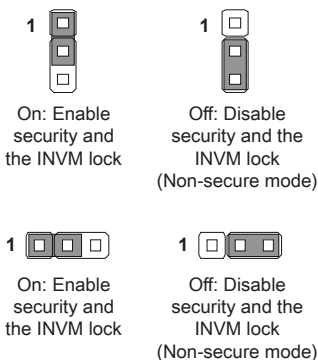 1
1
On: Enable
security and
the INVM lock
Off: Disable
security and the
INVM lock
(Non-secure mode)
1
1
On: Enable
security and
the INVM lock
Off: Disable
security and the
INVM lock
(Non-secure mode)